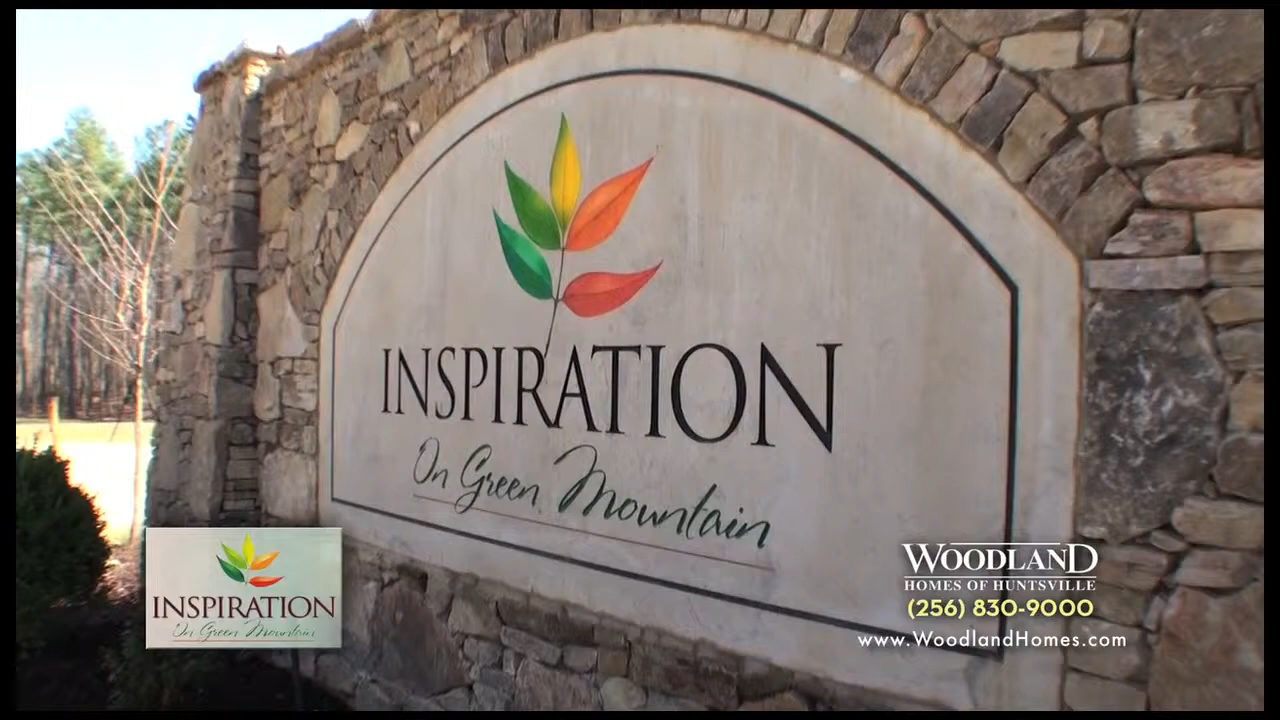 INSPIRATION
On Green Mountain
INSPIRATION
On Green Mountain
WOODLAND
HOMES OF HUNTSVILLE
(256) 830-9000
www.WoodlandHomes.com